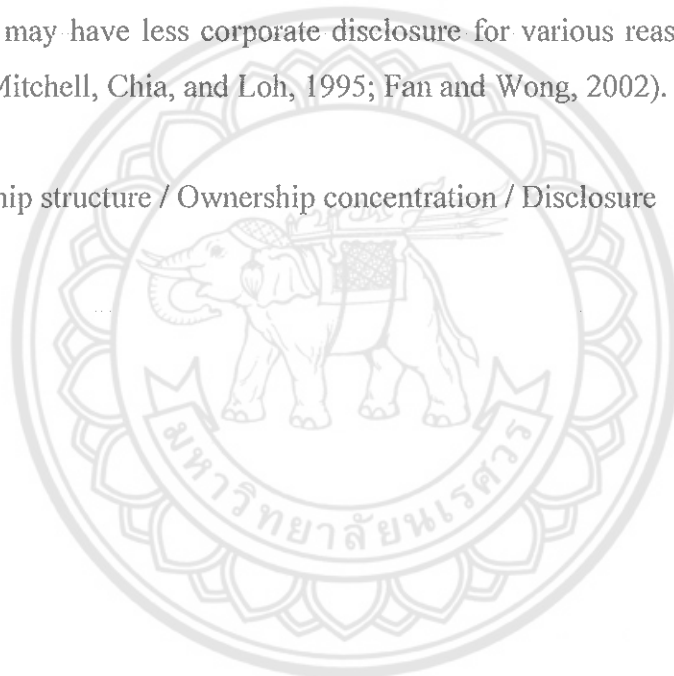 may have less corporate disclosure for various reas
Mitchell, Chia, and Loh, 1995; Fan and Wong, 2002).
hip structure / Ownership concentration / Disclosure
มหาวิทยาลัยนเรศวร